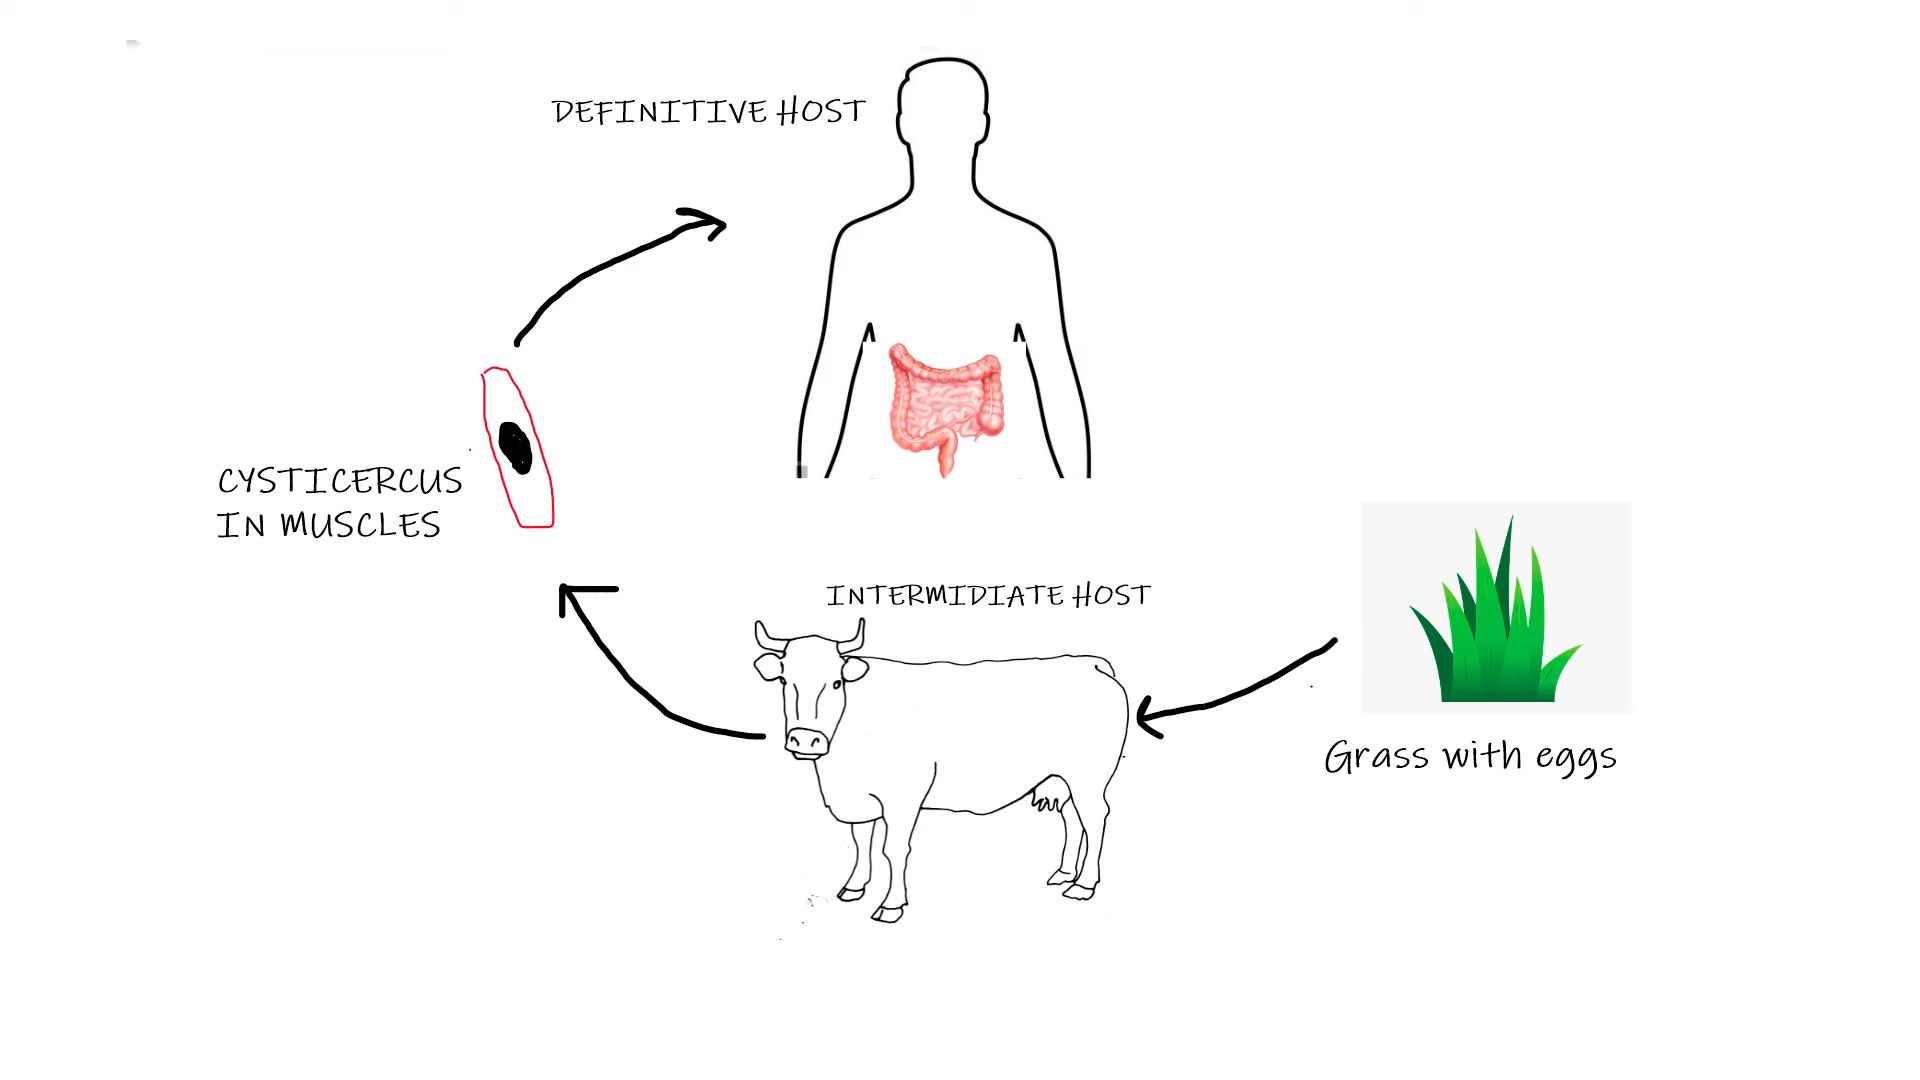 DEFINITIVE HOST
CYSTICERCUS
IN MUSCLES
INTERMIDIATE HOST
Grass with eggs